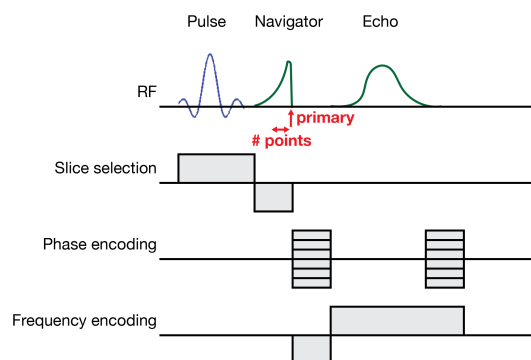 Pulse Navigator Echo
RF
primary
# points
Slice selection
Phase encoding
Frequency encoding